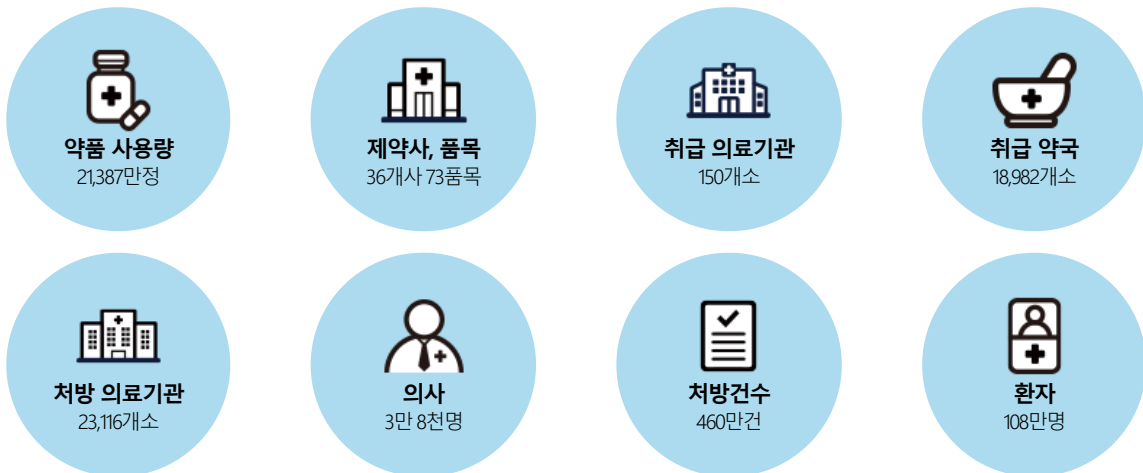 약품 사용량
21,387만정
제약사, 품목
36개사 73품목
취급 의료기관
150개소
취급 약국
18,982개소
처방 의료기관
23,116개소
의사
3만 8천명
처방건수
460만건
환자
108만명